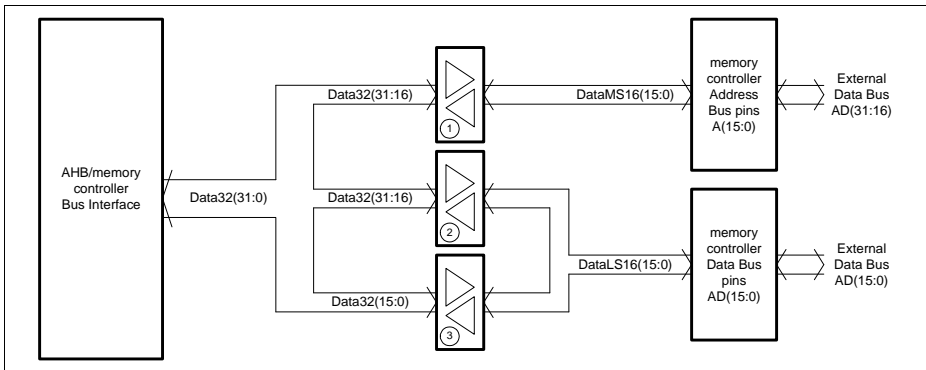 AHB/memory
controller
Bus Interface
Data32(31:0)
Data32(31:16)
1
DataMS16(15:0)
memory
controller
Address
Bus pins
A(15:0)
External
Data Bus
AD(31:16)
Data32(31:16)
2
DataLS16(15:0)
Data32(15:0)
3
memory
controller
Data Bus
pins
AD(15:0)
External
Data Bus
AD(15:0)